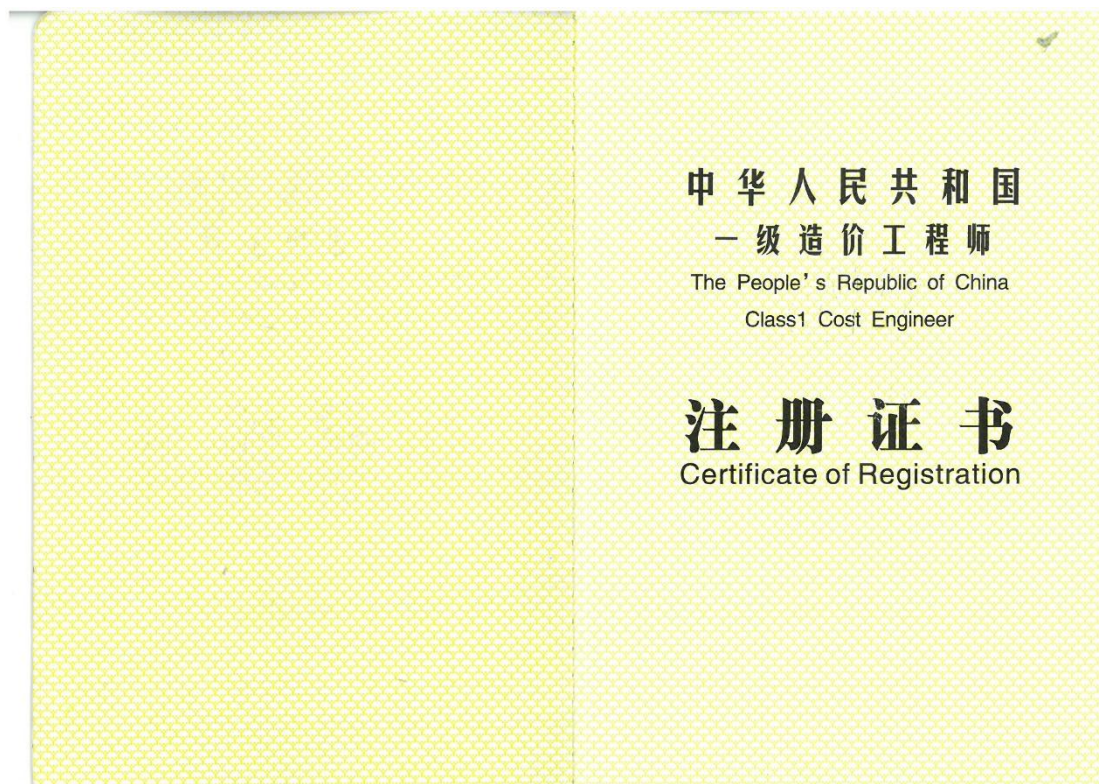 中华人民共和国
一级造价工程师
The People's Republic of China
Class1 Cost Engineer
注册证书
Certificate of Registration